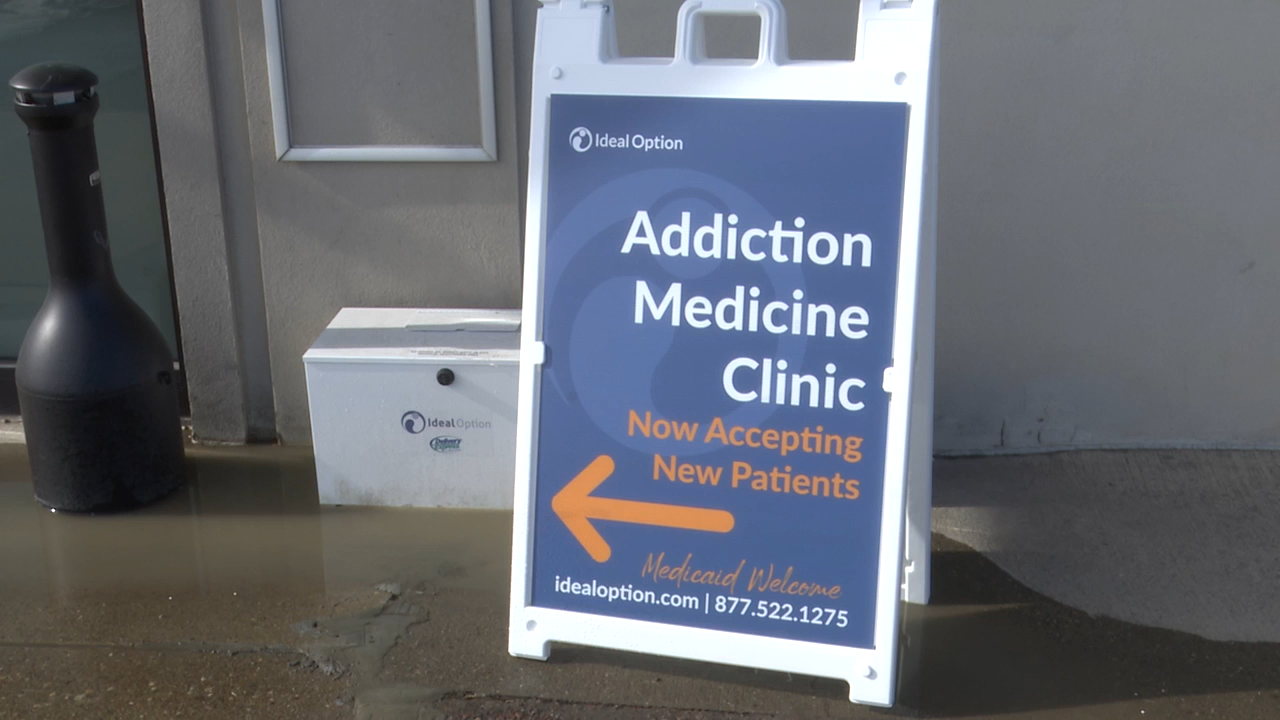 Ideal Option
Addiction
Medicine
Clinic
Now Accepting
New Patients
Medicaid Welcome
idealoption.com | 877.522.1275
Ideal Option